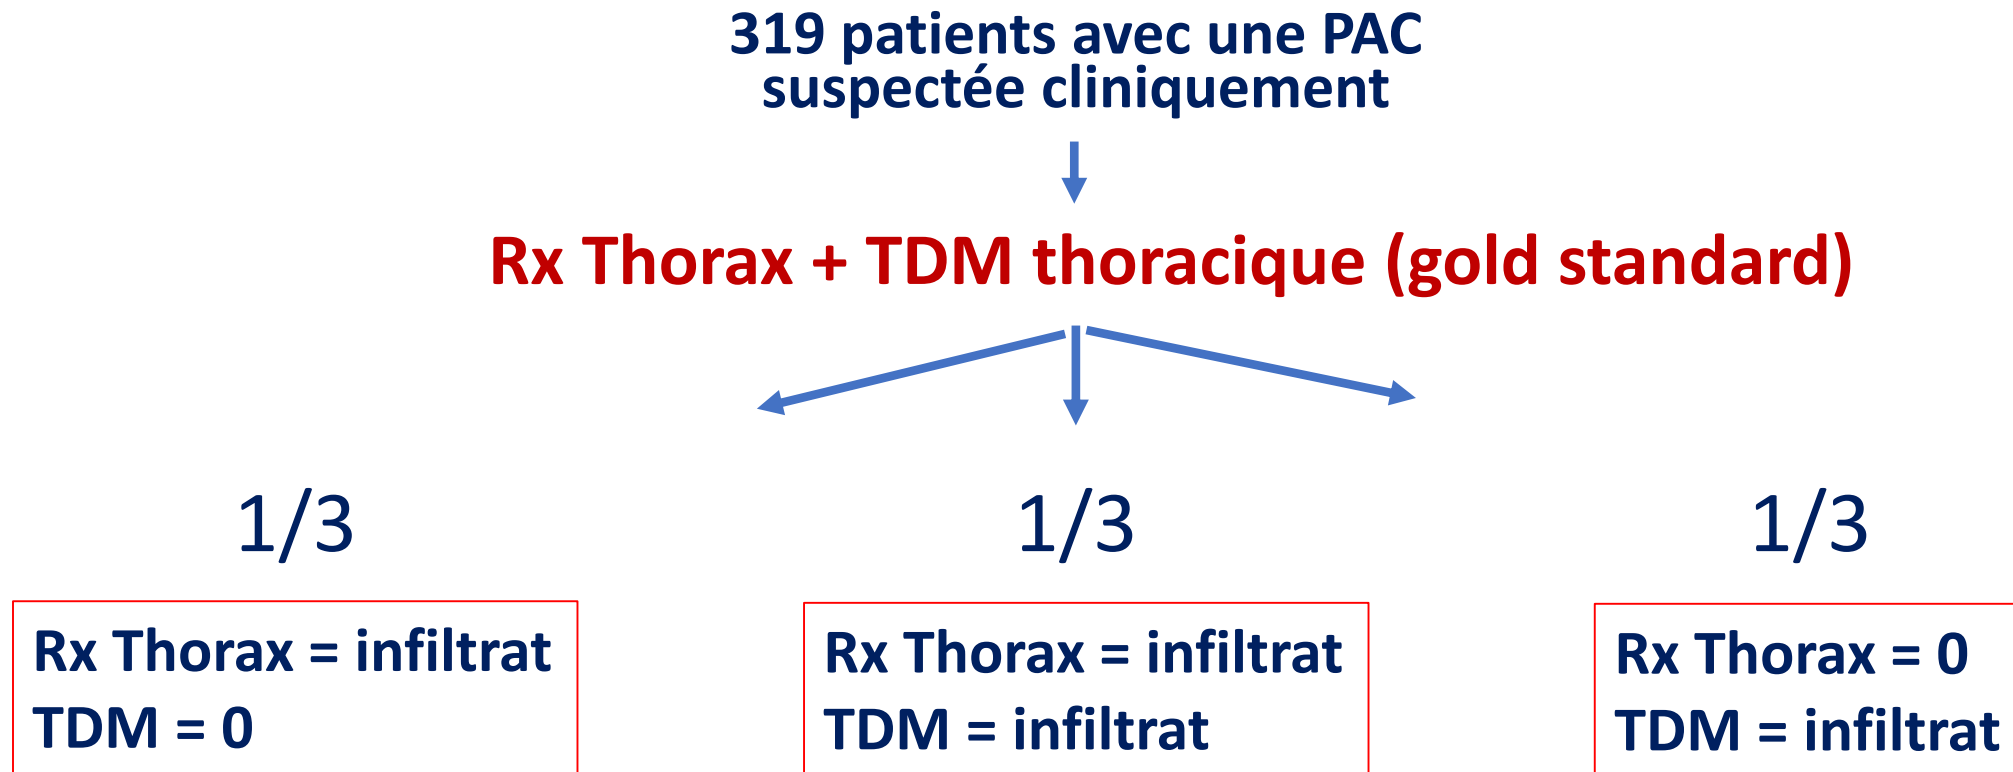 319 patients avec une PAC
suspectée cliniquement
Rx Thorax + TDM thoracique (gold standard)
1/3
1/3
1/3
Rx Thorax = infiltrat
TDM = 0
Rx Thorax = infiltrat
TDM = infiltrat
Rx Thorax = 0
TDM = infiltrat